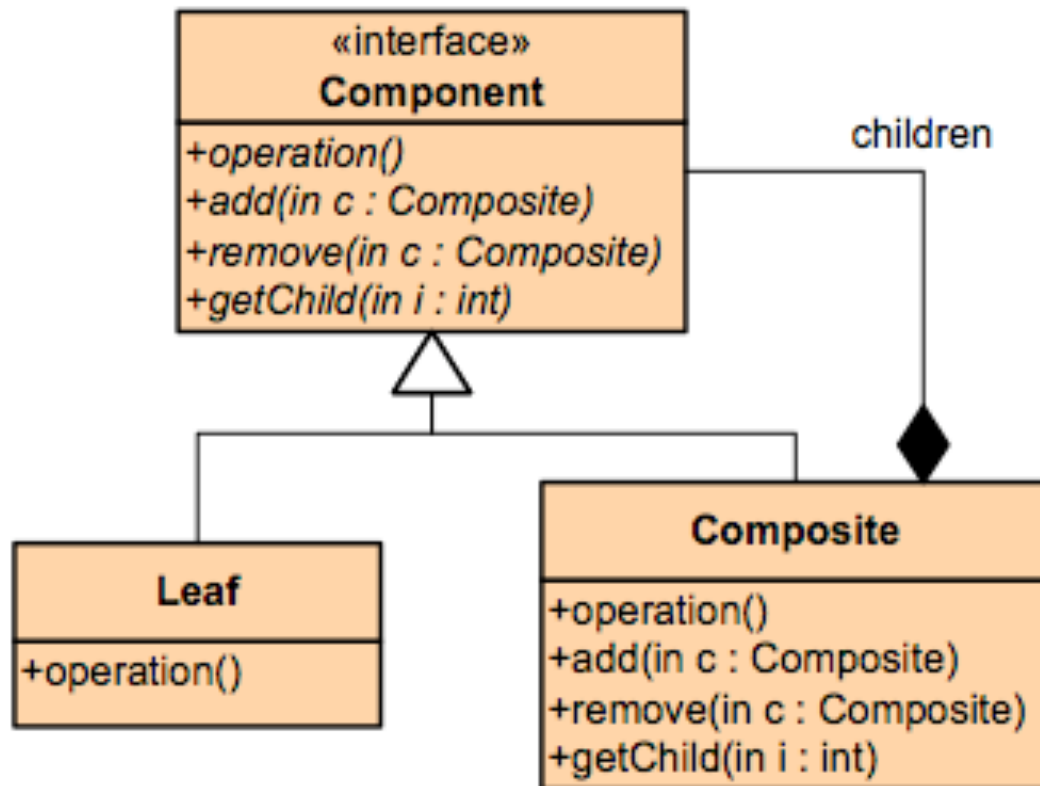 «interface»
Component
+operation()
+add(in c : Composite)
+remove(in c : Composite)
+getChild(in i : int)
children
Leaf
+operation()
Composite
+operation()
+add(in c : Composite)
+remove(in c : Composite)
+getChild(in i : int)